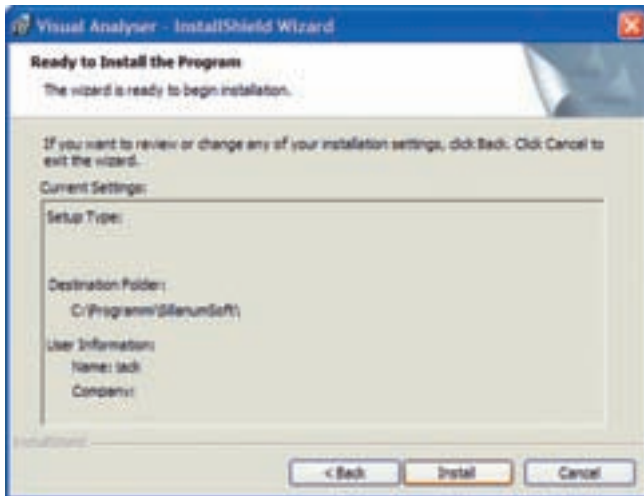 Visual Analyser - InstallShield Wizard
Ready to Install the Program
The wizard is ready to begin installation.
If you want to review or change any of your installation settings, click Back. Click Cancel to
exit the wizard.
Current Settings:
Setup Type:
Destination Folder:
C:\Programmi\SillanumSoft\
User Information:
Name:
Company:
InstallShield
< Back
Install
Cancel